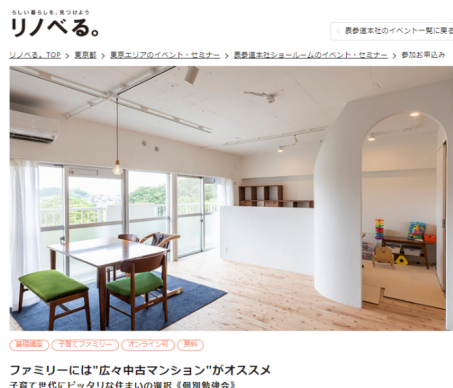 らしい暮らしを、見つけよう
リノベる。
表参道本社のイベント一覧に戻る
リノベる。TOP > 東京都 > 東京エリアのイベント・セミナー > 表参道本社ショールームのイベント・セミナー > 参加お申込み
基礎講座 子育てファミリー オンライン可 無料
ファミリーには"広々中古マンション"がオススメ
子育て世代にピッタリな住まいの選択《個別勉強会》